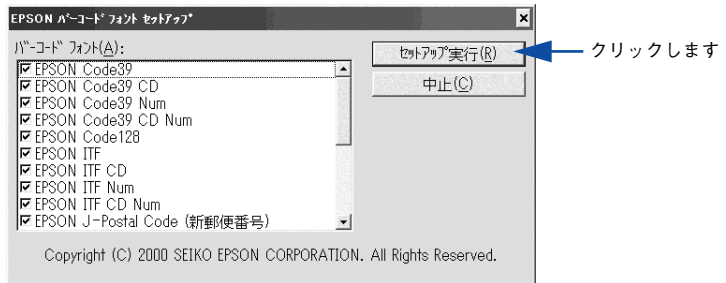 EPSON ﾊﾞｰｺｰﾄﾞ ﾌｫﾝﾄ ｾｯﾄｱｯﾌﾟ
ﾊﾞｰｺｰﾄﾞ ﾌｫﾝﾄ(A):
EPSON Code39
EPSON Code39 CD
EPSON Code39 Num
EPSON Code39 CD Num
EPSON Code128
EPSON ITF
EPSON ITF CD
EPSON ITF Num
EPSON ITF CD Num
EPSON J-Postal Code (新郵便番号)
ｾｯﾄｱｯﾌﾟ実行(R)
中止(C)
クリックします
Copyright (C) 2000 SEIKO EPSON CORPORATION. All Rights Reserved.